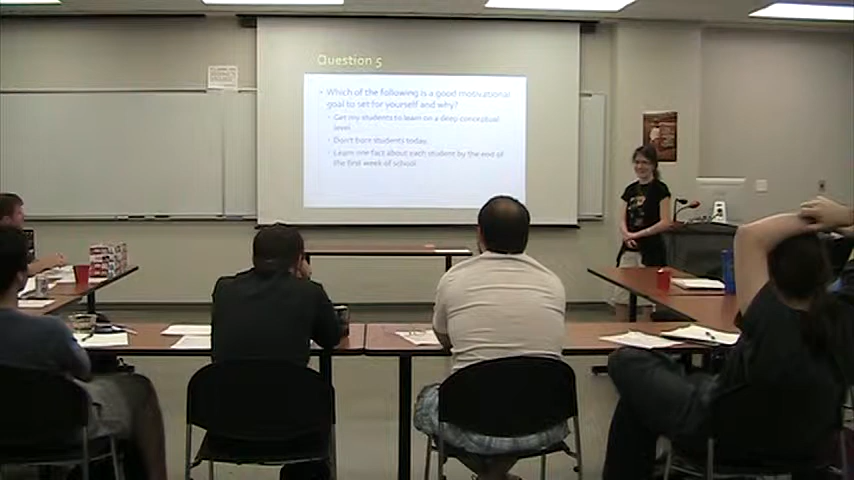 Question 5
Which of the following is a good motivational
goal to set for yourself and why?
Get my students to learn on a deep conceptual
level.
Don't bore students today.
Learn one fact about each student by the end of
the first week of school.